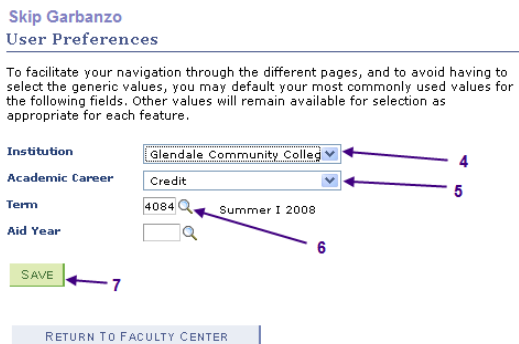 Skip Garbanzo
User Preferences
To facilitate your navigation through the different pages, and to avoid having to
select the generic values, you may default your most commonly used values for
the following fields. Other values will remain available for selection as
appropriate for each feature.
Institution Glendale Community Colleg 4
Academic Career Credit 5
Term 4084 Summer I 2008
6
Aid Year
SAVE 7
RETURN TO FACULTY CENTER